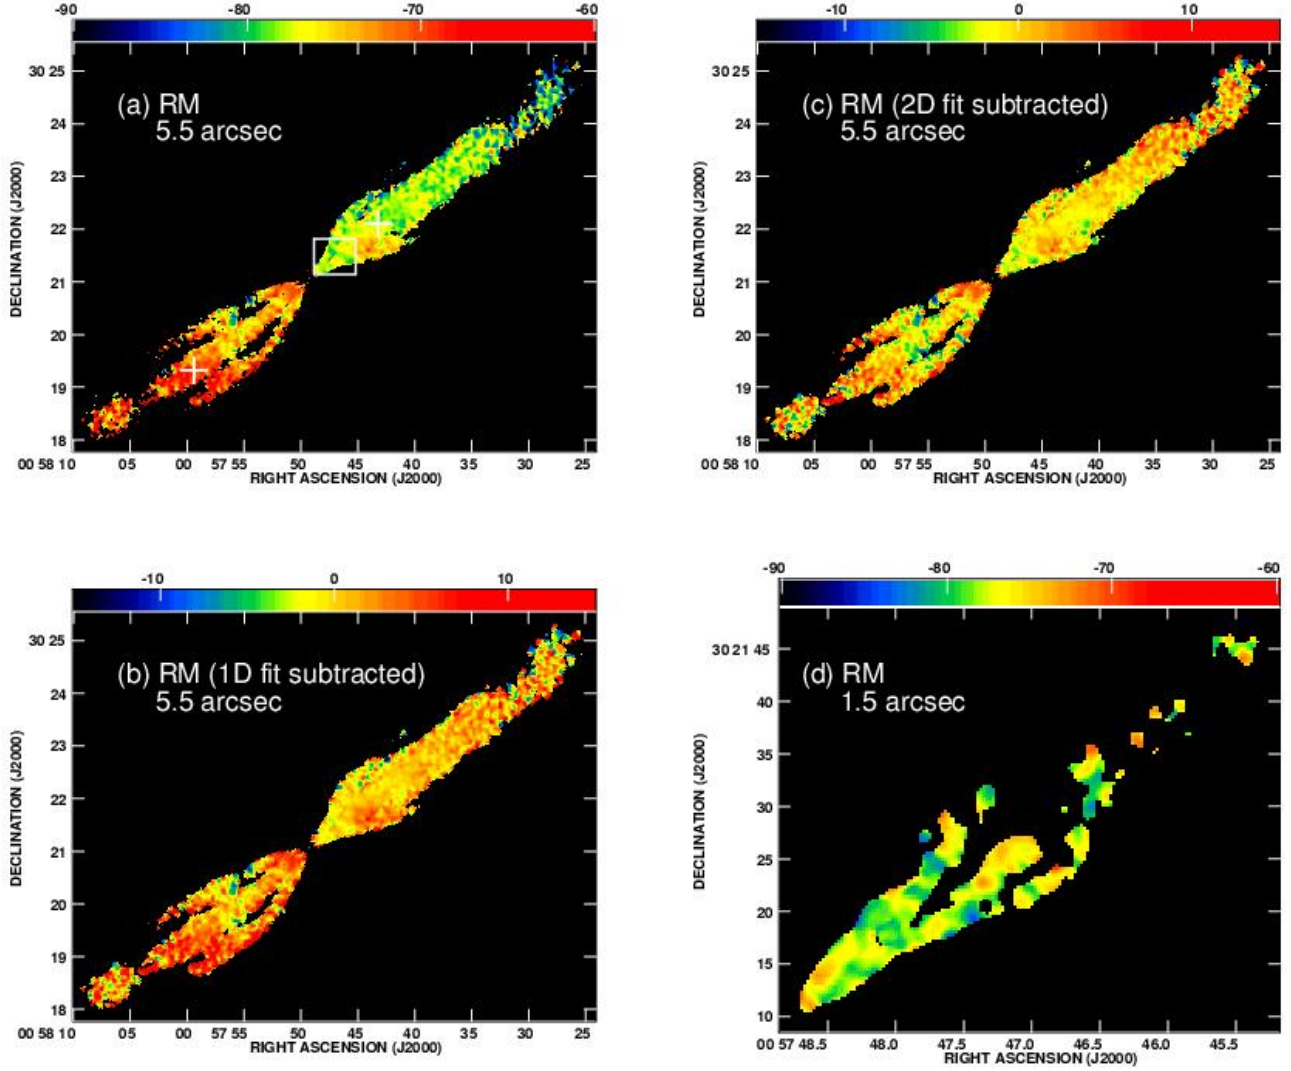 -90 -80 -70 -60
30 25
24
23
22
21
20
19
18
DECLINATION (J2000)
(a) RM
5.5 arcsec
00 58 10 05 00 57 55 50 45 40 35 30 25
RIGHT ASCENSION (J2000)
-10 0 10
30 25
24
23
22
21
20
19
18
DECLINATION (J2000)
(c) RM (2D fit subtracted)
5.5 arcsec
00 58 10 05 00 57 55 50 45 40 35 30 25
RIGHT ASCENSION (J2000)
-10 0 10
30 25
24
23
22
21
20
19
18
DECLINATION (J2000)
(b) RM (1D fit subtracted)
5.5 arcsec
00 58 10 05 00 57 55 50 45 40 35 30 25
RIGHT ASCENSION (J2000)
-90 -80 -70 -60
30 21 45
40
35
30
25
20
15
10
DECLINATION (J2000)
(d) RM
1.5 arcsec
00 57 48.5 48.0 47.5 47.0 46.5 46.0 45.5
RIGHT ASCENSION (J2000)